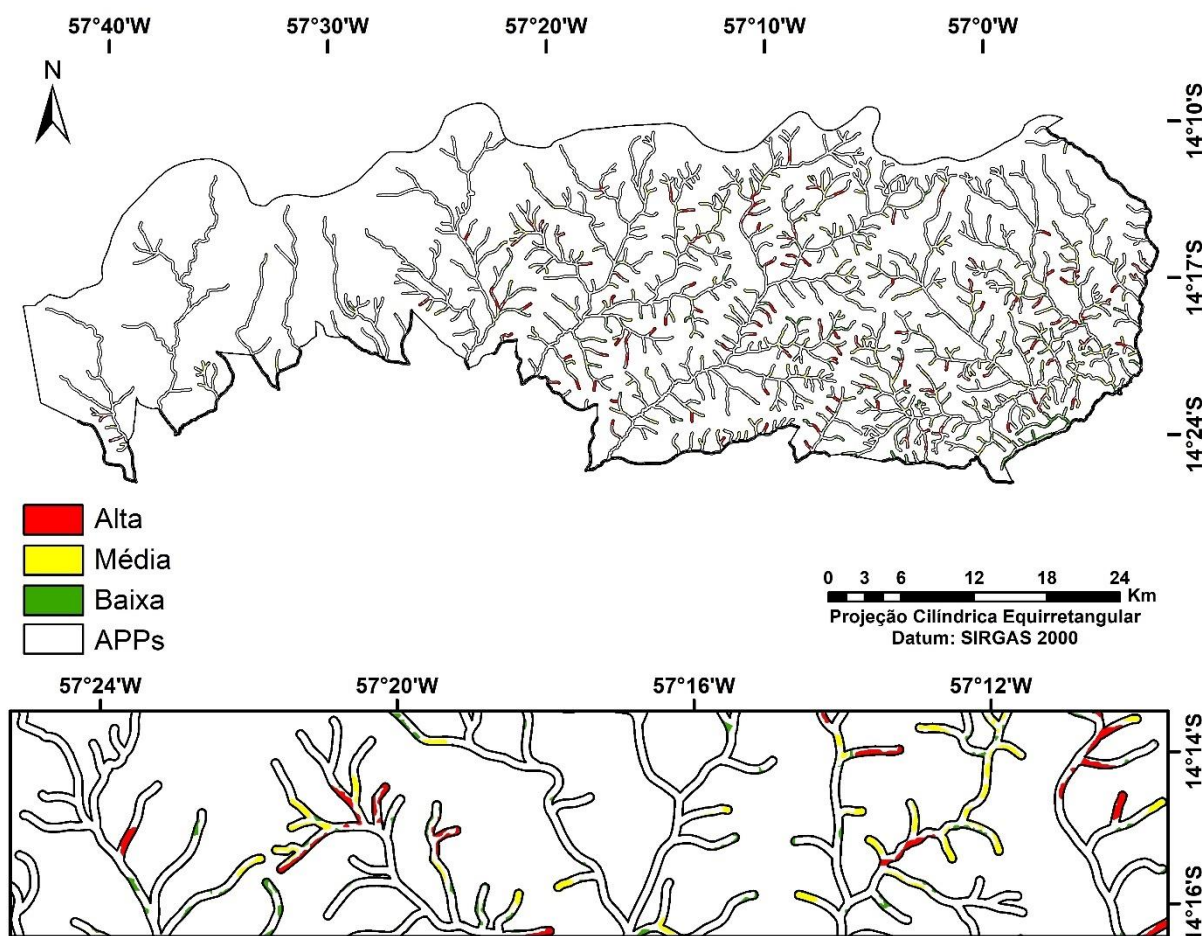 57°40'W 57°30'W 57°20'W 57°10'W 57°0'W
N
14°10'S
14°17'S
14°24'S
Alta
Média
Baixa
APPs
0 3 6 12 18 24
Km
Projeção Cilíndrica Equirretangular
Datum: SIRGAS 2000
57°24'W 57°20'W 57°16'W 57°12'W
14°14'S
14°16'S